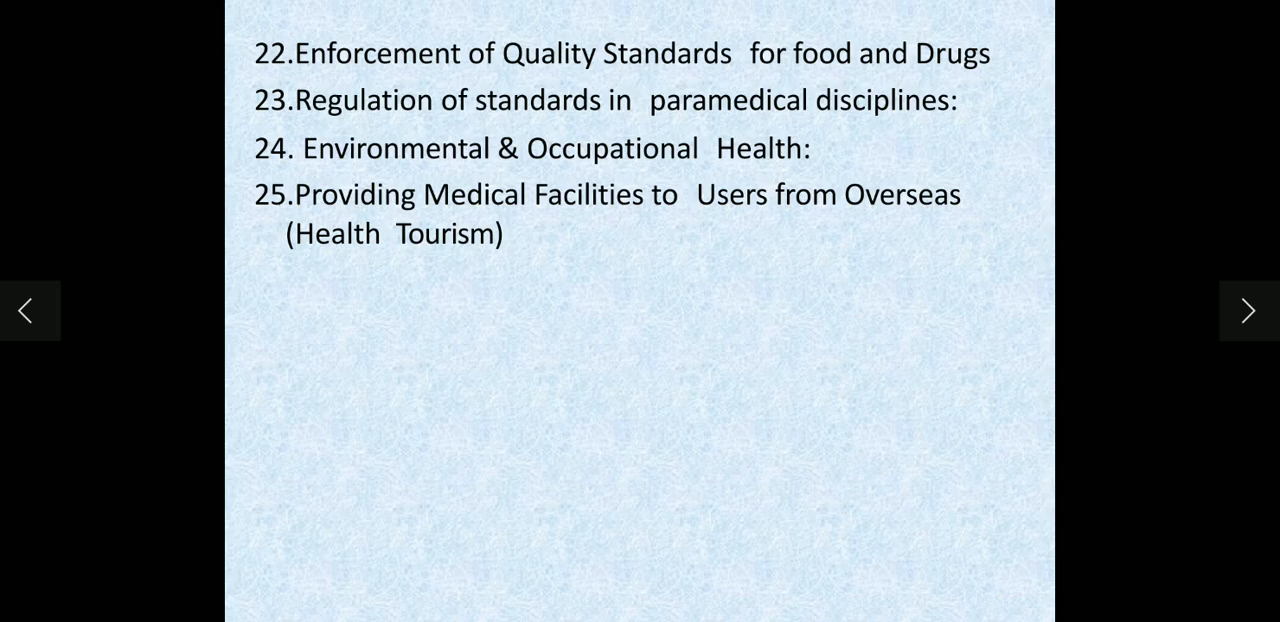 22.Enforcement of Quality Standards for food and Drugs
23.Regulation of standards in paramedical disciplines:
24. Environmental & Occupational Health:
25.Providing Medical Facilities to Users from Overseas
(Health Tourism)